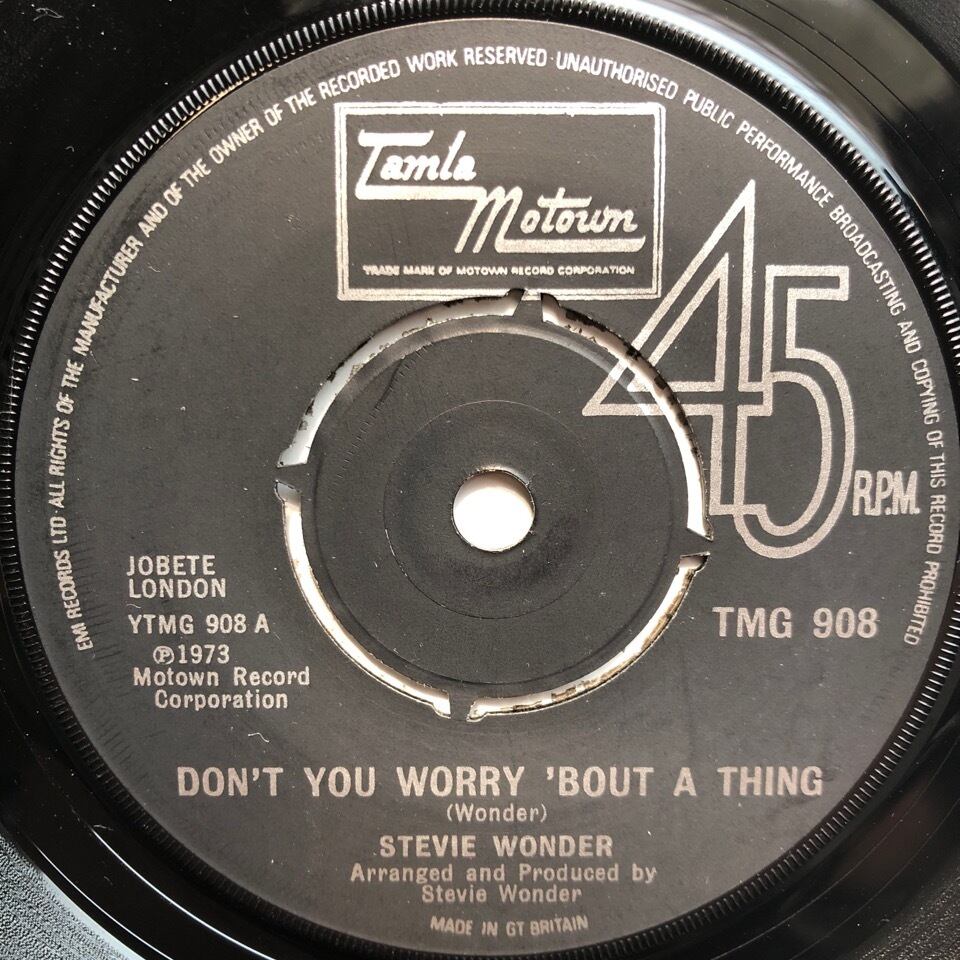 EMI RECORDS LTD · ALL RIGHTS OF THE MANUFACTURER AND OF THE OWNER OF THE RECORDED WORK RESERVED · UNAUTHORISED PUBLIC PERFORMANCE BROADCASTING AND COPYING OF THIS RECORD PROHIBITED
Tamla
Motown
TRADE MARK OF MOTOWN RECORD CORPORATION
45
R.P.M.
JOBETE
LONDON
YTMG 908 A
℗1973
Motown Record
Corporation
TMG 908
DON'T YOU WORRY 'BOUT A THING
(Wonder)
STEVIE WONDER
Arranged and Produced by
Stevie Wonder
MADE IN GT BRITAIN